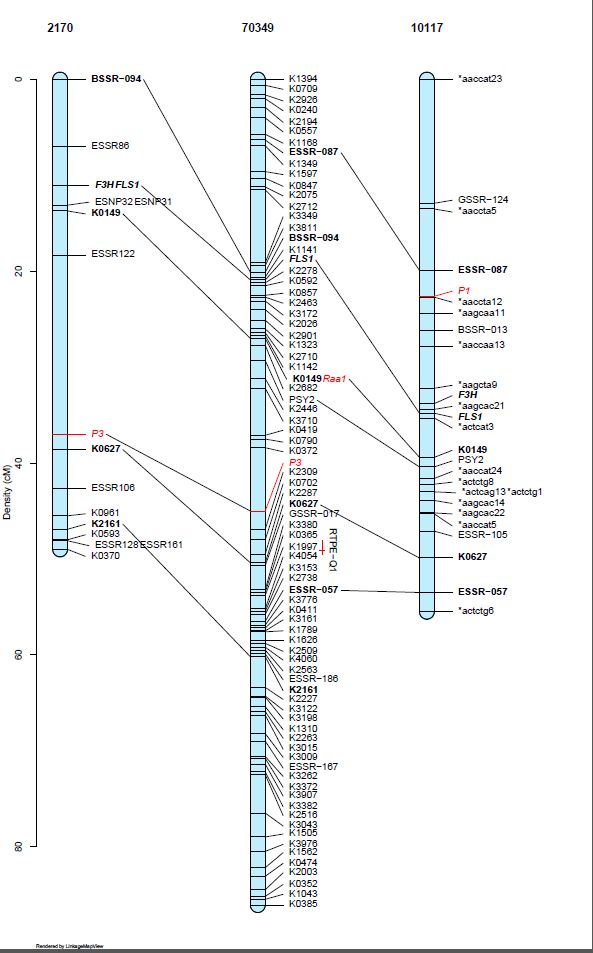 2170
70349
10117
Density (cM)
0
20
40
60
80
BSSR−094
ESSR86
F3H FLS1
ESNP32 ESNP31
K0149
ESSR122
P3
K0627
ESSR106
K0961
K2161
K0593
ESSR128 ESSR161
K0370
K1394
K0709
K2926
K0240
K2194
K0557
K1168
ESSR−087
K1349
K1597
K0847
K2075
K2712
K3349
K3811
BSSR−094
K1141
FLS1
K2278
K0592
K0857
K2463
K3172
K2026
K2901
K1323
K2710
K1142
K0149 Raa1
K2682
PSY2
K2446
K3710
K0419
K0790
K0372
P3
K2309
K0702
K2287
K0627
GSSR−017
K3380
K0365
K1997
K4054
K3153
K2738
ESSR−057
K3776
K0411
K3161
K1789
K1626
K2509
K4060
K2563
ESSR−186
K2161
K2227
K3122
K3198
K1310
K2263
K3015
K3009
ESSR−167
K3262
K3372
K3907
K3382
K2516
K3043
K1505
K3976
K1562
K0474
K2003
K0352
K1043
K0385
RTPE−Q1
*aaccat23
GSSR−124
*aaccta5
ESSR−087
P1
*aaccta12
*aagcaa11
BSSR−013
*aaccaa13
*aagcta9
F3H
*aagcac21
FLS1
*actcat3
K0149
PSY2
*aaccat24
*actctg8
*actcag13 *actctg1
*aagcac14
*aagcac22
*aaccat5
ESSR−105
K0627
ESSR−057
*actctg6
Rendered by LinkageMapView